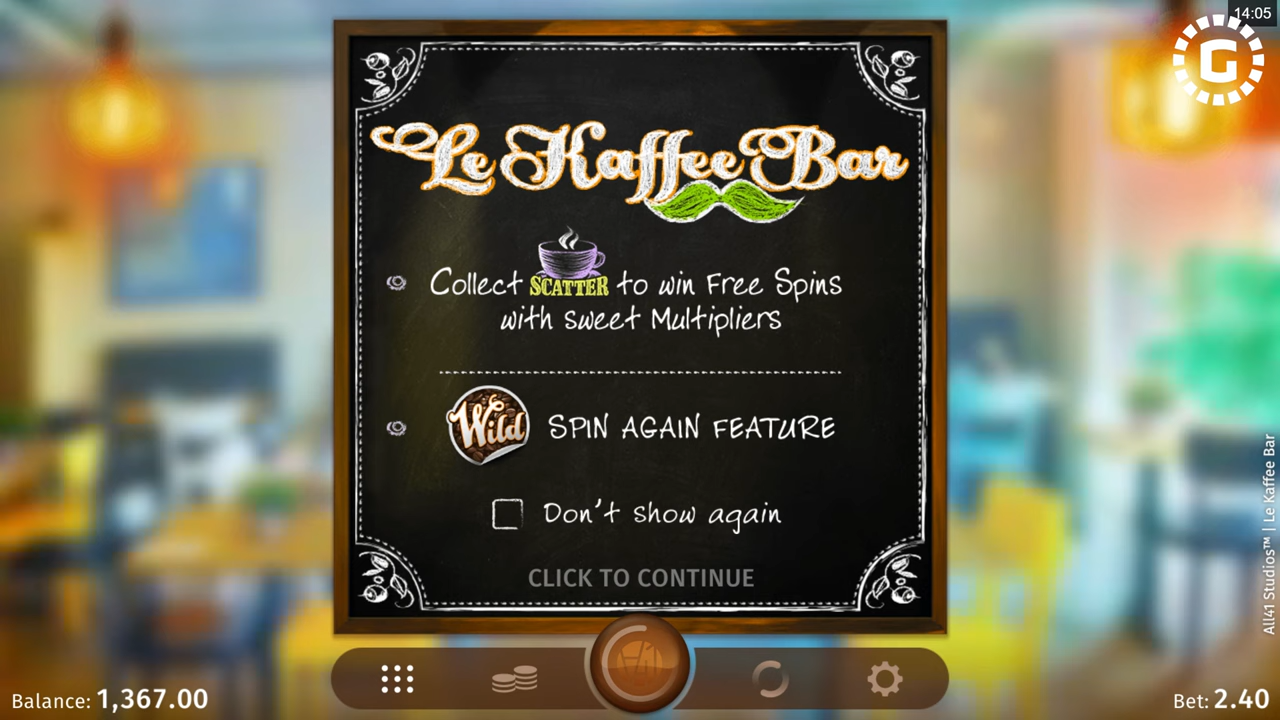 14:05
G
Le Kaffee Bar
Collect SCATTER to win Free Spins
with sweet Multipliers
Wild SPIN AGAIN FEATURE
Don't show again
CLICK TO CONTINUE
All41 Studios™ | Le Kaffee Bar
Balance: 1,367.00
Bet: 2.40